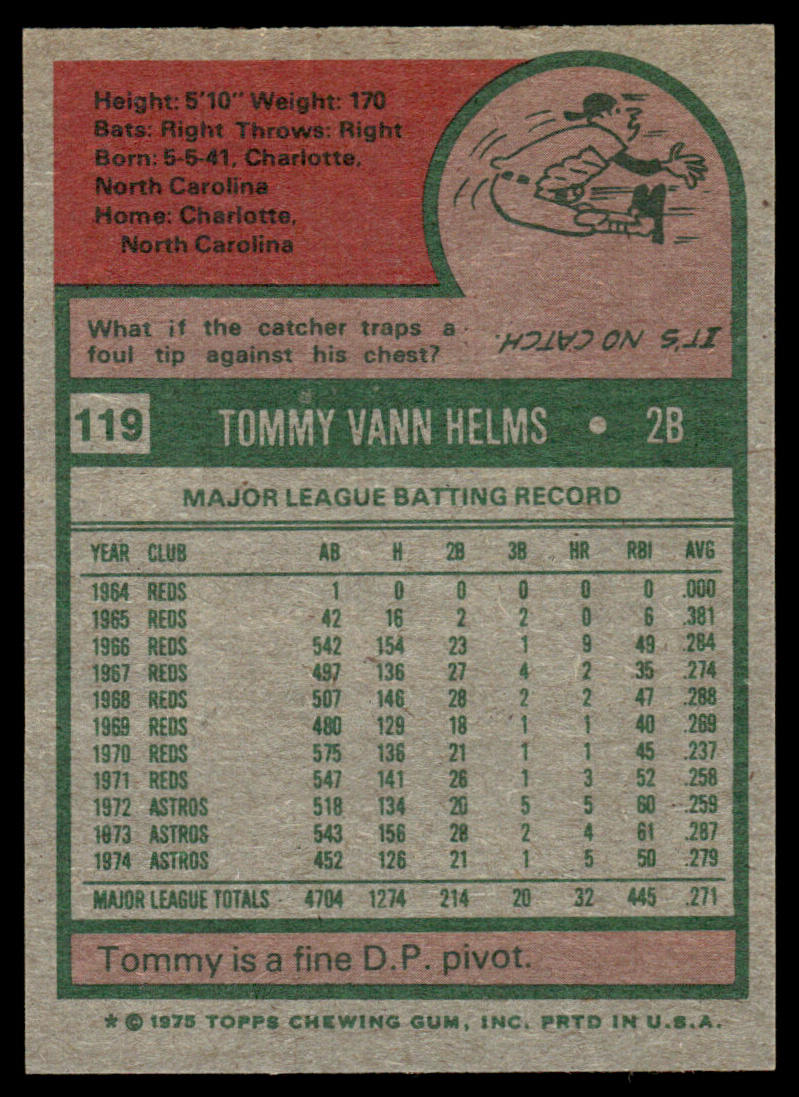 Height: 5'10" Weight: 170
Bats: Right Throws: Right
Born: 5-5-41, Charlotte,
North Carolina
Home: Charlotte,
North Carolina
What if the catcher traps a
foul tip against his chest?
IT'S NO CATCH.
119 TOMMY VANN HELMS • 2B
MAJOR LEAGUE BATTING RECORD
YEAR CLUB AB H 2B 3B HR RBI AVG
1964 REDS 1 0 0 0 0 0 .000
1965 REDS 42 16 2 2 0 6 .381
1966 REDS 542 154 23 1 9 49 .284
1967 REDS 497 136 27 4 2 35 .274
1968 REDS 507 146 28 2 2 47 .288
1969 REDS 480 129 18 1 1 40 .269
1970 REDS 575 136 21 1 1 45 .237
1971 REDS 547 141 26 1 3 52 .258
1972 ASTROS 518 134 20 5 5 60 .259
1973 ASTROS 543 156 28 2 4 61 .287
1974 ASTROS 452 126 21 1 5 50 .279
MAJOR LEAGUE TOTALS 4704 1274 214 20 32 445 .271
Tommy is a fine D.P. pivot.
* © 1975 TOPPS CHEWING GUM, INC. PRTD IN U.S.A.